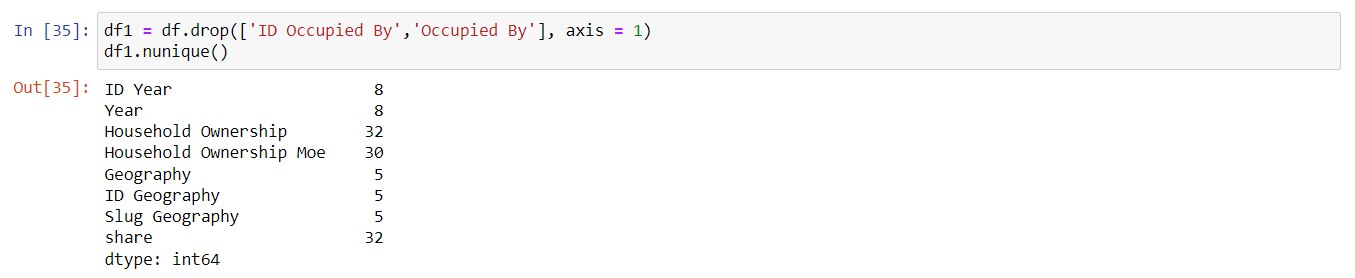 In [35]: df1 = df.drop(['ID Occupied By','Occupied By'], axis = 1)
df1.nunique()
Out[35]: ID Year 8
Year 8
Household Ownership 32
Household Ownership Moe 30
Geography 5
ID Geography 5
Slug Geography 5
share 32
dtype: int64